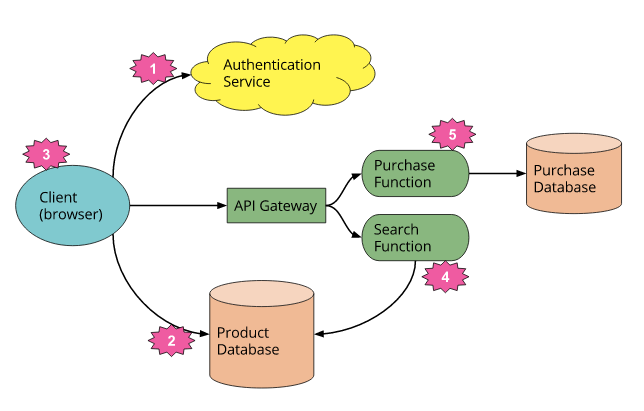 1
Authentication
Service
3
Client
(browser)
API Gateway
5
Purchase
Function
Purchase
Database
Search
Function
4
2
Product
Database